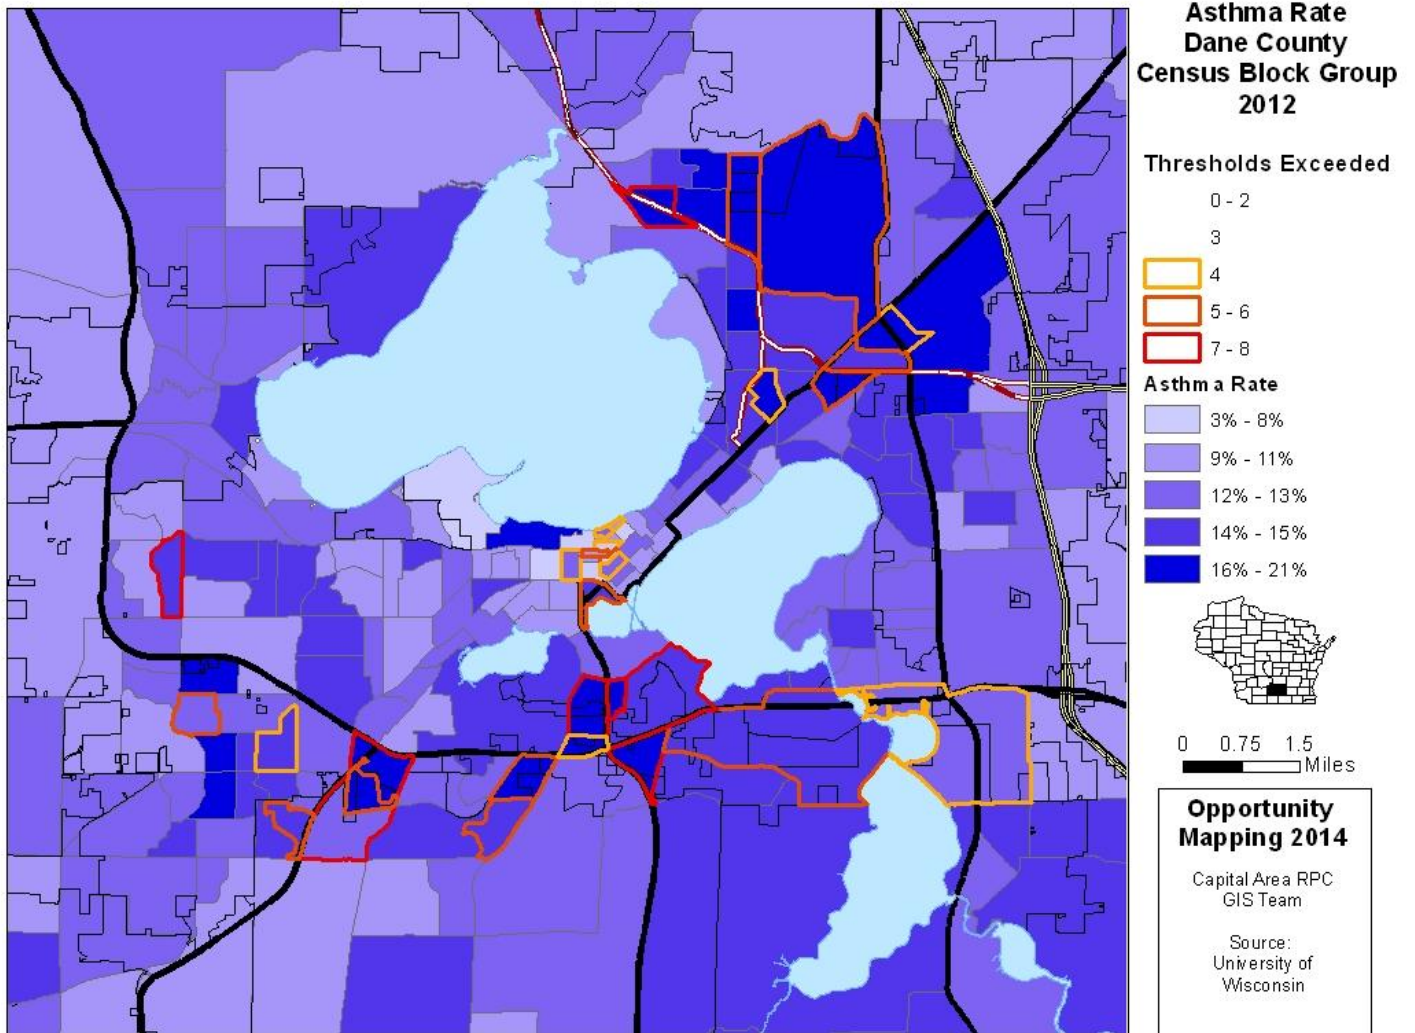 Asthma Rate
Dane County
Census Block Group
2012
Thresholds Exceeded
0 - 2
3
4
5 - 6
7 - 8
Asthma Rate
3% - 8%
9% - 11%
12% - 13%
14% - 15%
16% - 21%
0 0.75 1.5
Miles
Opportunity
Mapping 2014
Capital Area RPC
GIS Team
Source:
University of
Wisconsin